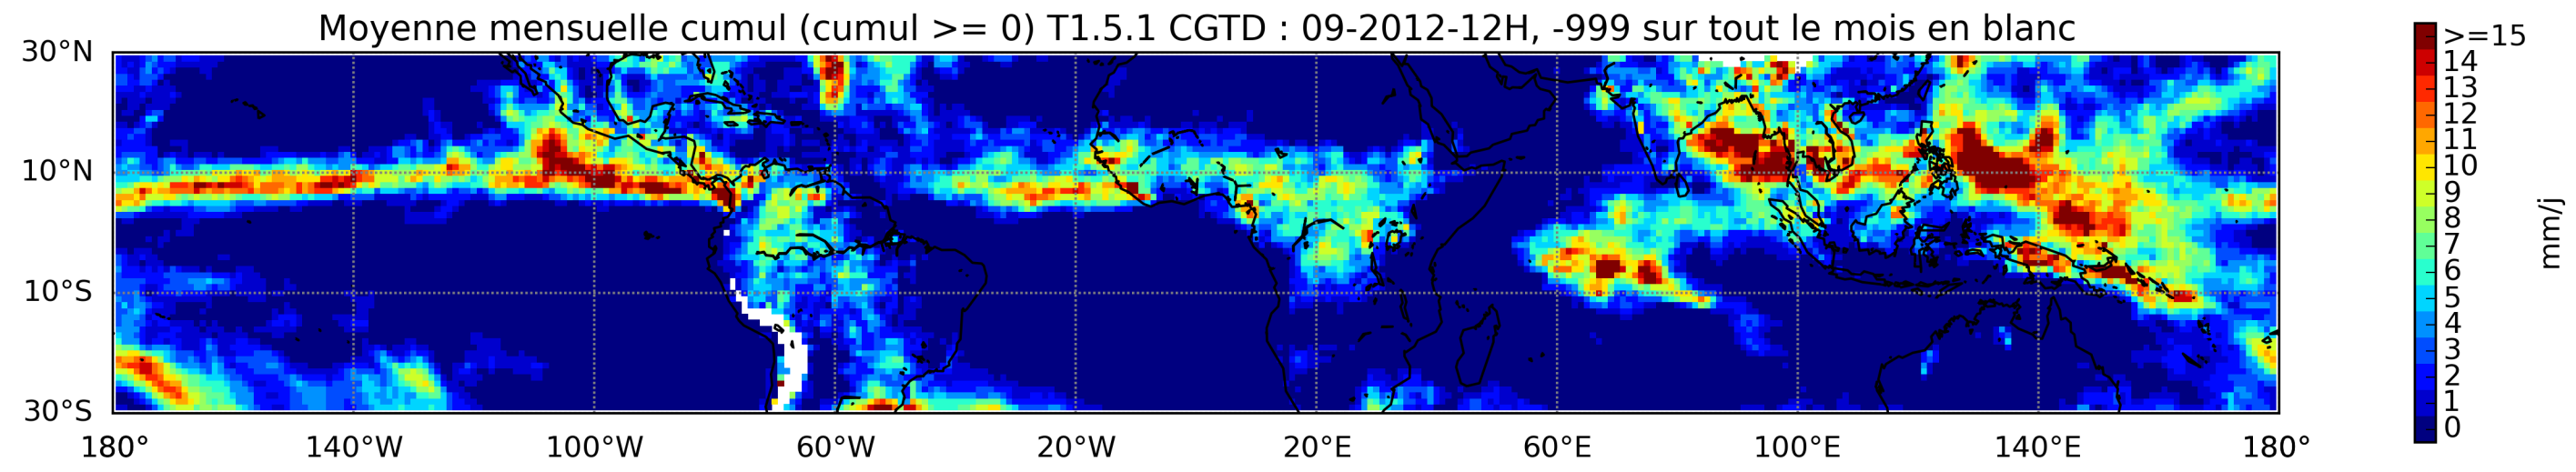 Moyenne mensuelle cumul (cumul >= 0) T1.5.1 CGTD : 09-2012-12H, -999 sur tout le mois en blanc
30°N
10°N
10°S
30°S
180° 140°W 100°W 60°W 20°W 20°E 60°E 100°E 140°E 180°
>=15
14
13
12
11
10
9
8
7
6
5
4
3
2
1
0
mm/j